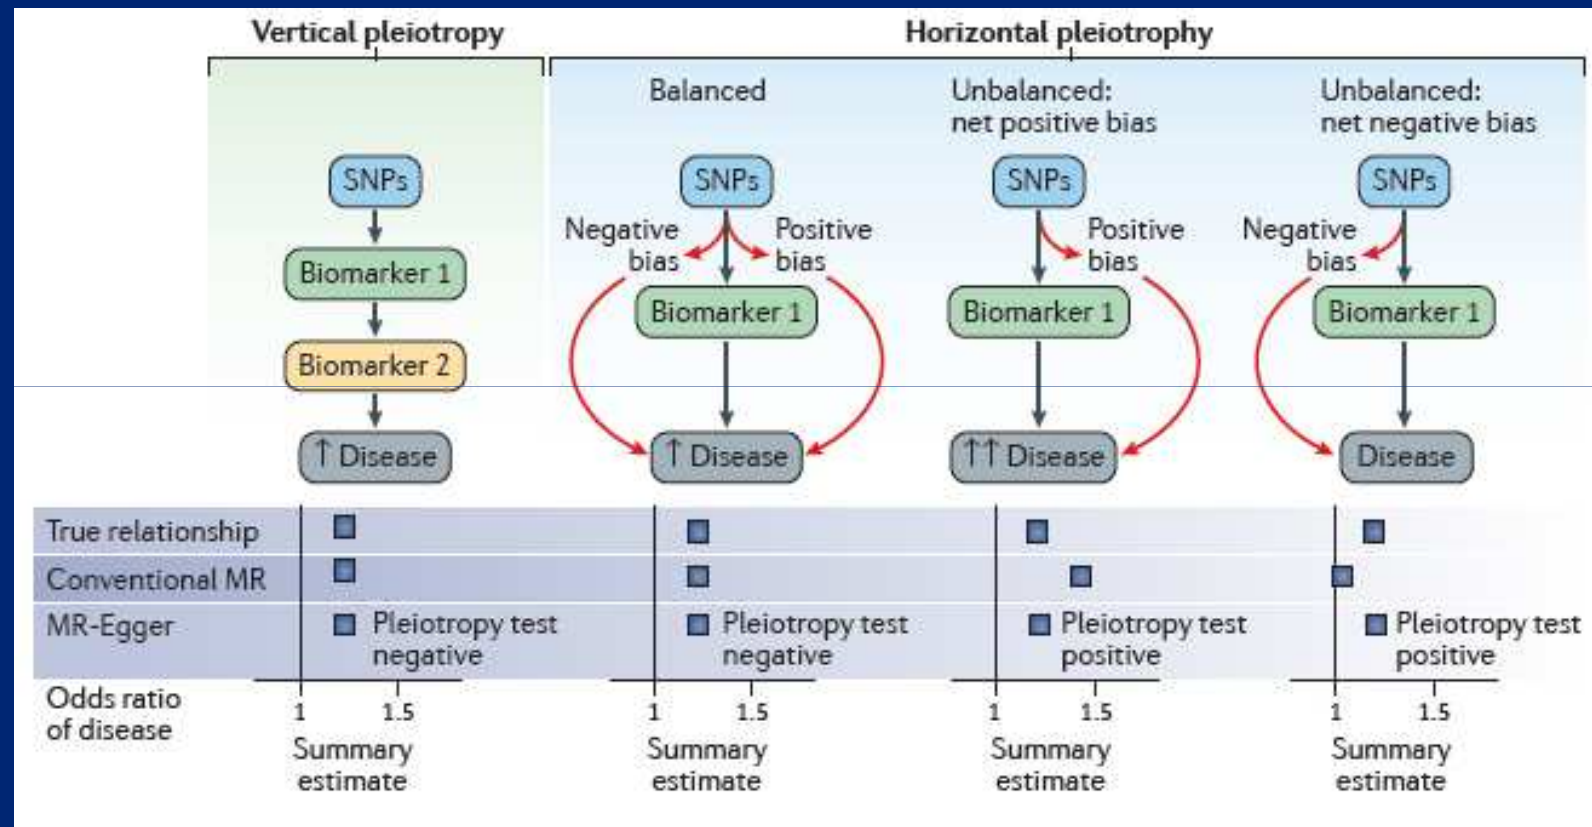 Vertical pleiotropy
Horizontal pleiotrophy
Balanced
Unbalanced:
net positive bias
Unbalanced:
net negative bias
SNPs
Biomarker 1
Biomarker 2
↑ Disease
SNPs
Negative
bias
Positive
bias
Biomarker 1
↑ Disease
SNPs
Positive
bias
Biomarker 1
↑↑ Disease
SNPs
Negative
bias
Biomarker 1
Disease
True relationship
Conventional MR
MR-Egger
Pleiotropy test
negative
Pleiotropy test
negative
Pleiotropy test
positive
Pleiotropy test
positive
Odds ratio
of disease
1 1.5
Summary
estimate
1 1.5
Summary
estimate
1 1.5
Summary
estimate
1 1.5
Summary
estimate